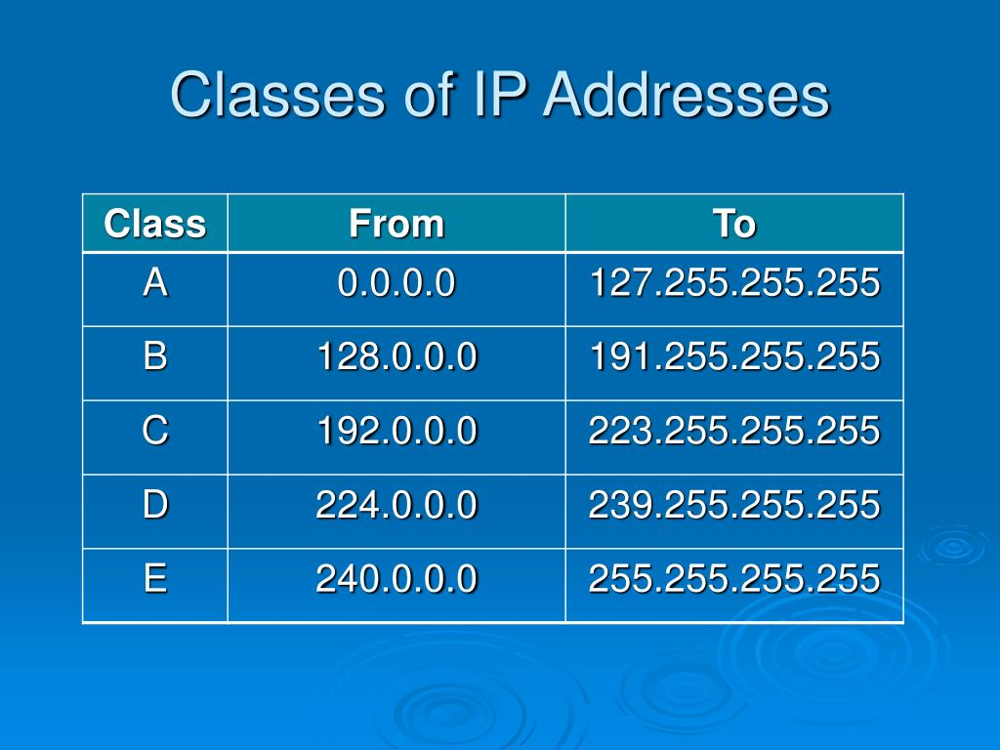 Classes of IP Addresses
Class From To
A 0.0.0.0 127.255.255.255
B 128.0.0.0 191.255.255.255
C 192.0.0.0 223.255.255.255
D 224.0.0.0 239.255.255.255
E 240.0.0.0 255.255.255.255